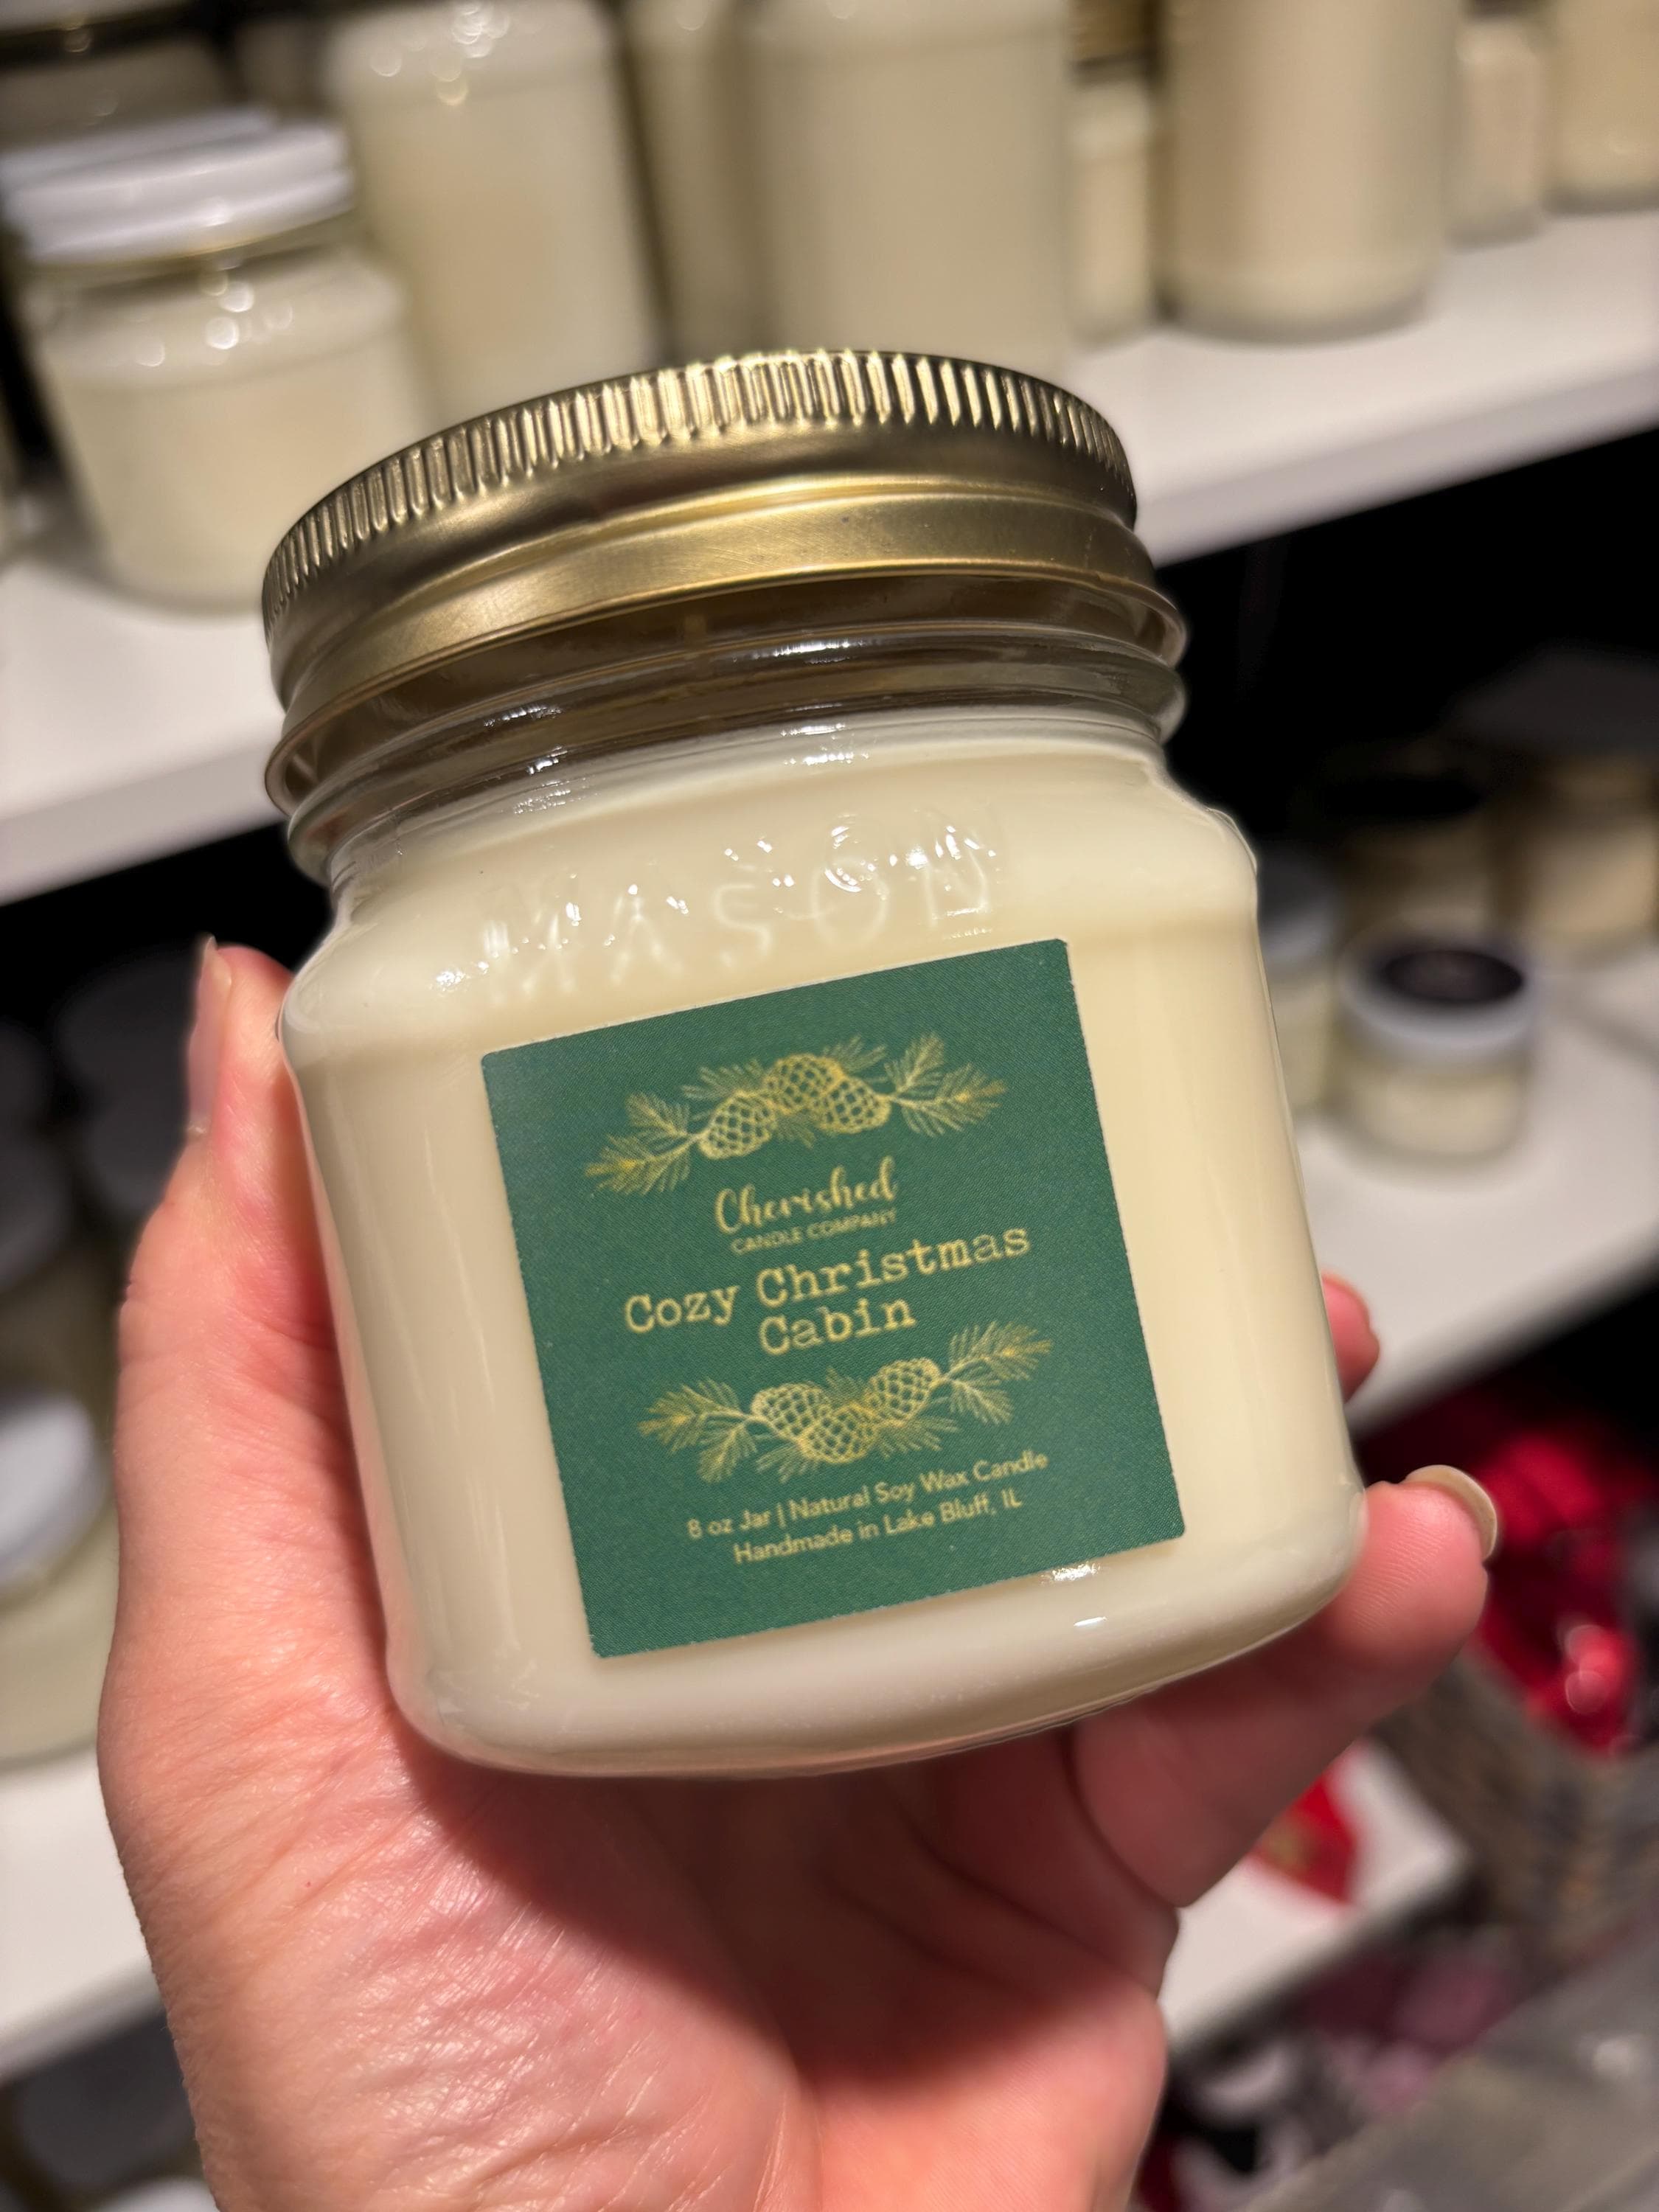 MASON
Cherished
CANDLE COMPANY
Cozy Christmas
Cabin
8 oz Jar | Natural Soy Wax Candle
Handmade in Lake Bluff, IL